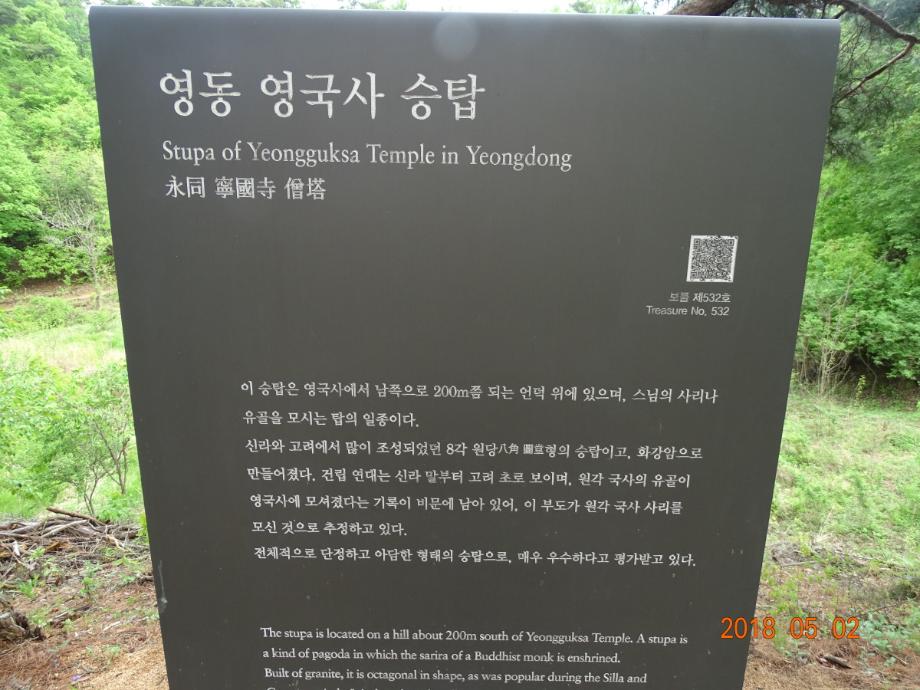 영동 영국사 승탑
Stupa of Yeongguksa Temple in Yeongdong
永同 寧國寺 僧塔
보물 제532호
Treasure No. 532
이 승탑은 영국사에서 남쪽으로 200m쯤 되는 언덕 위에 있으며, 스님의 사리나
유골을 모시는 탑의 일종이다.
신라와 고려에서 많이 조성되었던 8각 원당八角 圓堂형의 승탑이고, 화강암으로
만들어졌다. 건립 연대는 신라 말부터 고려 초로 보이며, 원각 국사의 유골이
영국사에 모셔졌다는 기록이 비문에 남아 있어, 이 부도가 원각 국사 사리를
모신 것으로 추정하고 있다.
전체적으로 단정하고 아담한 형태의 승탑으로, 매우 우수하다고 평가받고 있다.
The stupa is located on a hill about 200m south of Yeongguksa Temple. A stupa is
a kind of pagoda in which the sarira of a Buddhist monk is enshrined.
Built of granite, it is octagonal in shape, as was popular during the Silla and
2018 05 02